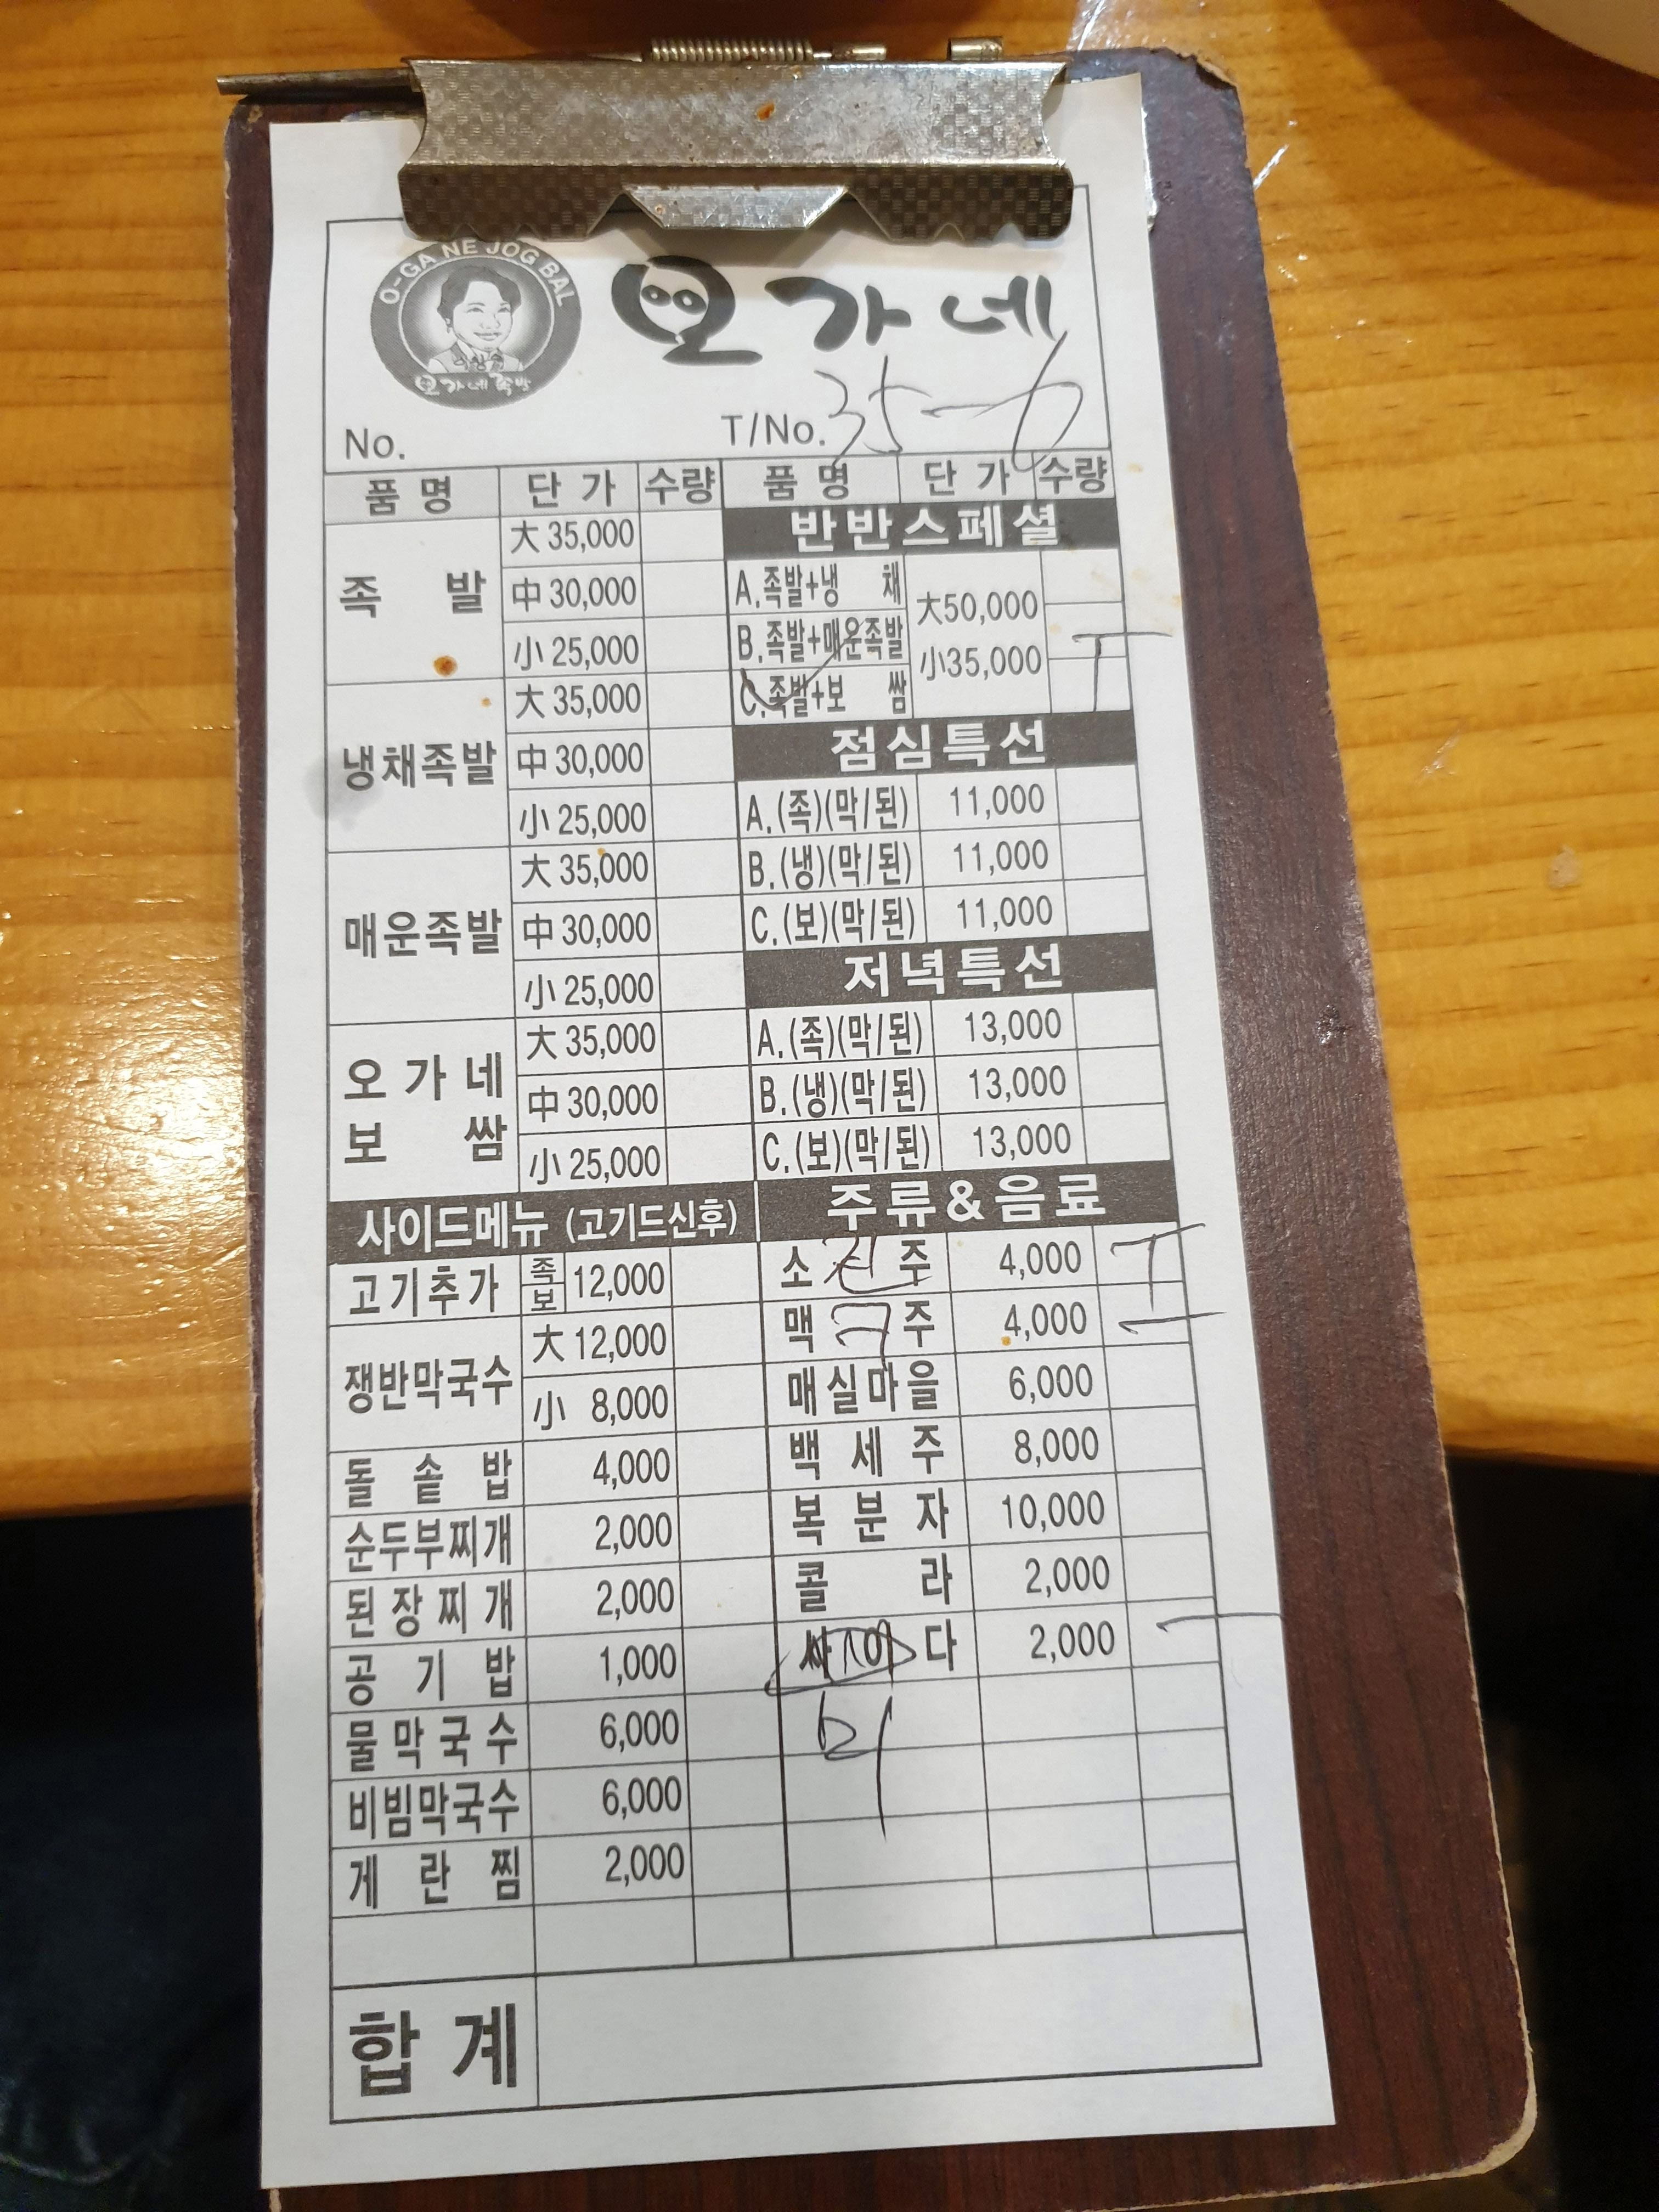 O-GA NE JOG BAL
오가네족발
오가네
No. T/No. 35-6
품명 단가 수량 품명 단가 수량
족발 大 35,000
中 30,000
小 25,000
냉채족발 大 35,000
中 30,000
小 25,000
매운족발 大 35,000
中 30,000
小 25,000
오가네보쌈 大 35,000
中 30,000
小 25,000
사이드메뉴 (고기드신후)
고기추가 족 보 12,000
쟁반막국수 大 12,000
小 8,000
돌솥밥 4,000
순두부찌개 2,000
된장찌개 2,000
공기밥 1,000
물막국수 6,000
비빔막국수 6,000
게란찜 2,000
반반스페셜
A.족발+냉채 大50,000
B.족발+매운족발 小35,000 T
C.족발+보쌈
점심특선
A.(족)(막/된) 11,000
B.(냉)(막/된) 11,000
C.(보)(막/된) 11,000
저녁특선
A.(족)(막/된) 13,000
B.(냉)(막/된) 13,000
C.(보)(막/된) 13,000
주류&음료
소주 4,000 T
맥주 4,000 一
매실마을 6,000
백세주 8,000
복분자 10,000
콜라 2,000
싸이다 2,000 一
합계